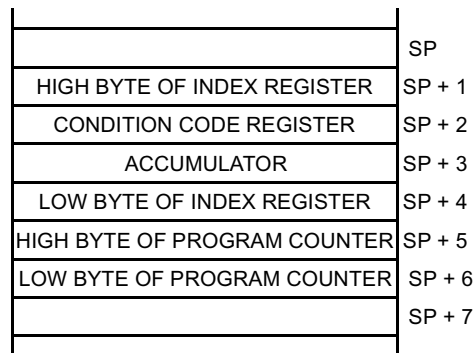 SP
HIGH BYTE OF INDEX REGISTER SP + 1
CONDITION CODE REGISTER SP + 2
ACCUMULATOR SP + 3
LOW BYTE OF INDEX REGISTER SP + 4
HIGH BYTE OF PROGRAM COUNTER SP + 5
LOW BYTE OF PROGRAM COUNTER SP + 6
SP + 7